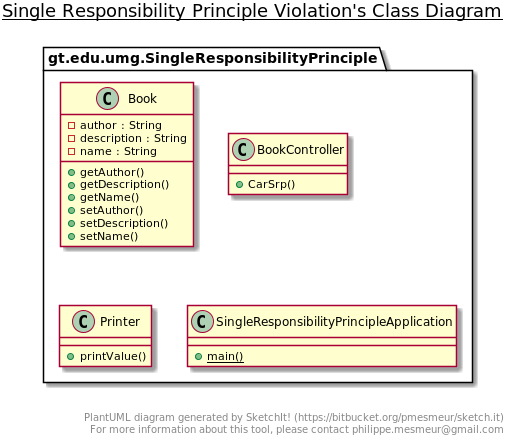 Single Responsibility Principle Violation's Class Diagram
gt.edu.umg.SingleResponsibilityPrinciple
C Book
author : String
description : String
name : String
getAuthor()
getDescription()
getName()
setAuthor()
setDescription()
setName()
C BookController
CarSrp()
C Printer
printValue()
C SingleResponsibilityPrincipleApplication
main()
PlantUML diagram generated by SketchIt! (https://bitbucket.org/pmesmeur/sketch.it)
For more information about this tool, please contact philippe.mesmeur@gmail.com